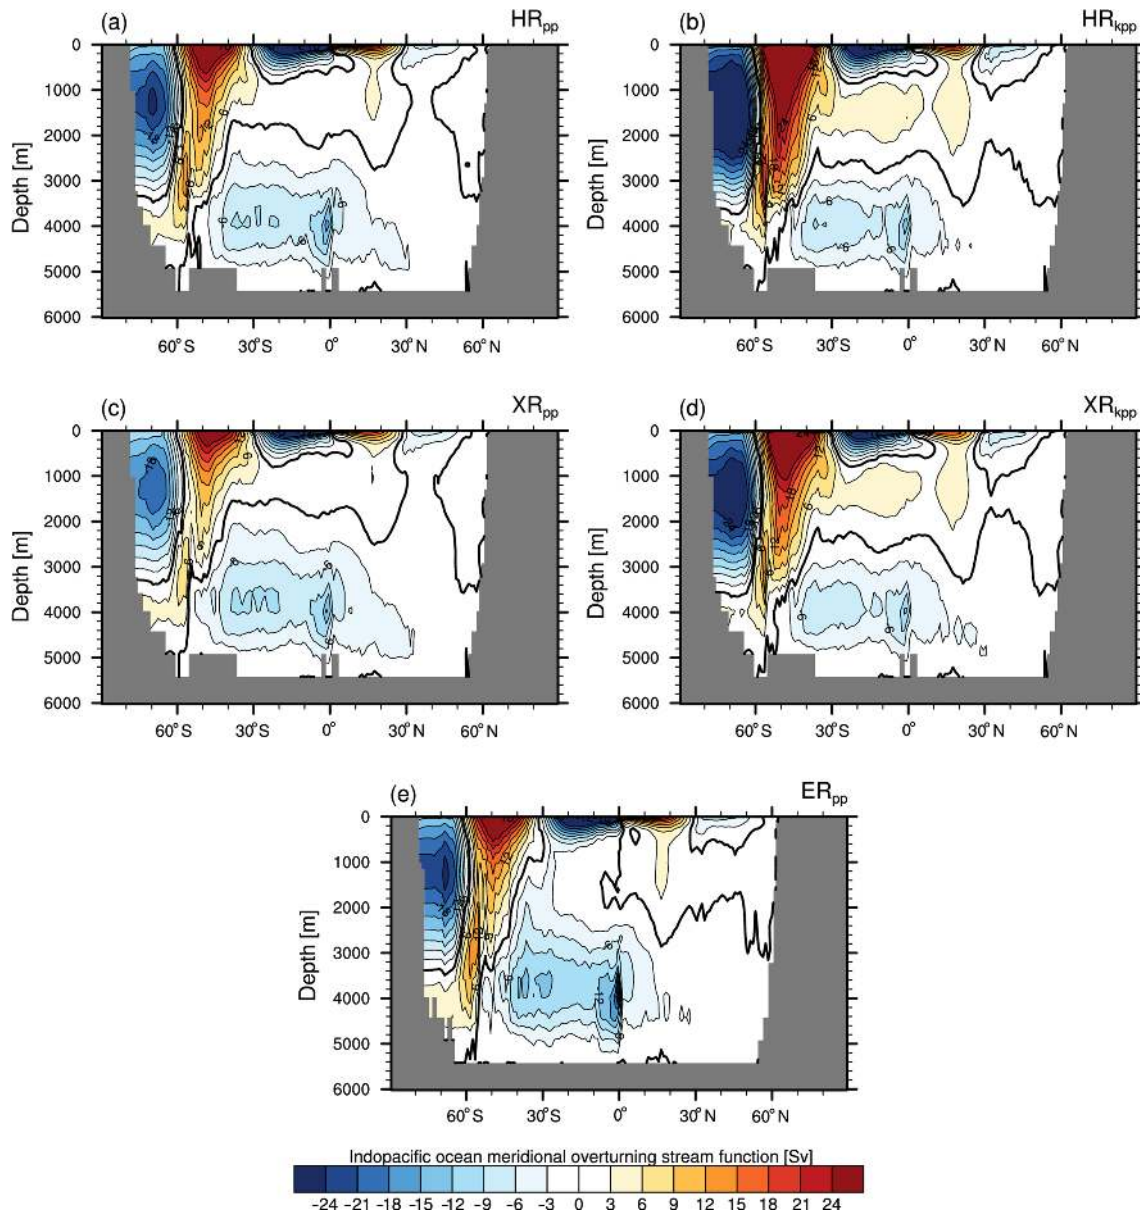 (a) HRpp
(b) HRkpp
0
1000
2000
3000
4000
5000
6000
Depth [m]
60°S 30°S 0° 30°N 60°N
0
1000
2000
3000
4000
5000
6000
Depth [m]
60°S 30°S 0° 30°N 60°N
(c) XRpp
(d) XRkpp
0
1000
2000
3000
4000
5000
6000
Depth [m]
60°S 30°S 0° 30°N 60°N
0
1000
2000
3000
4000
5000
6000
Depth [m]
60°S 30°S 0° 30°N 60°N
(e) ERpp
0
1000
2000
3000
4000
5000
6000
Depth [m]
60°S 30°S 0° 30°N 60°N
Indopacific ocean meridional overturning stream function [Sv]
-24 -21 -18 -15 -12 -9 -6 -3 0 3 6 9 12 15 18 21 24